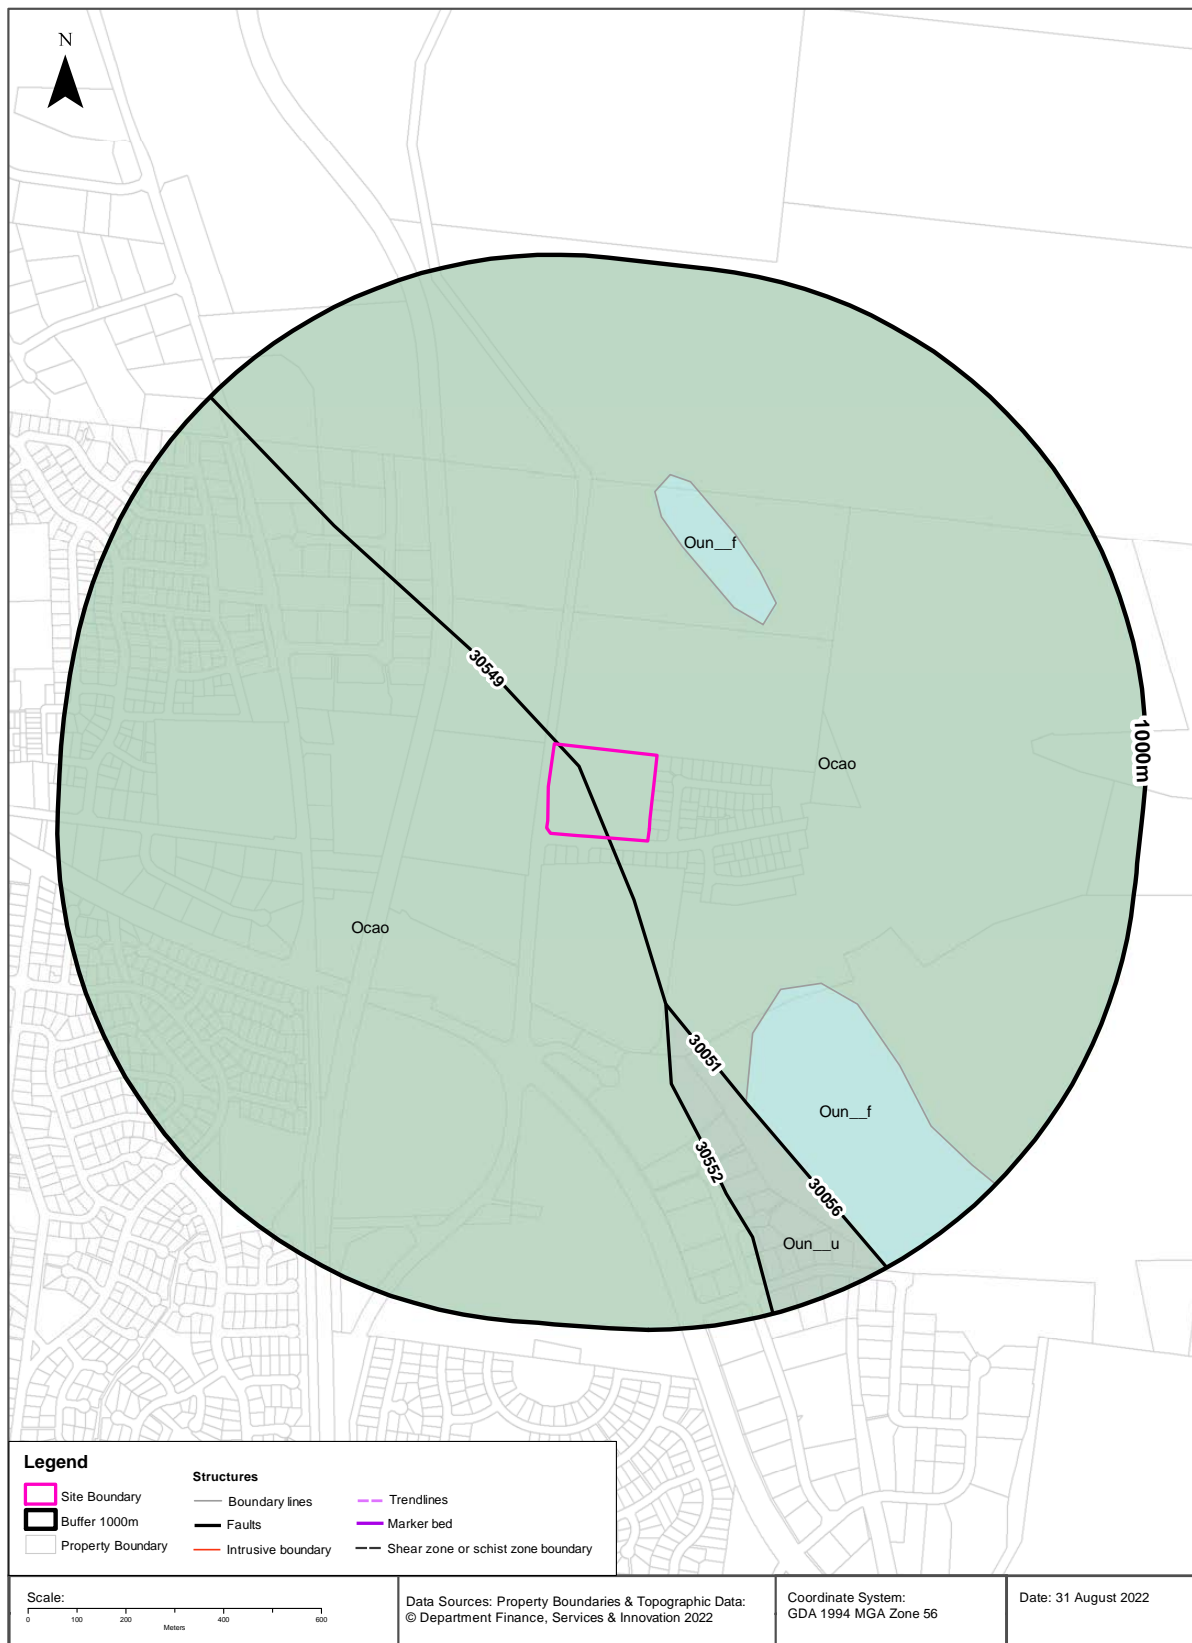 N
Oun__f
30549
Ocao
1000m
Ocao
30051
Oun__f
30552
30056
Oun__u
Legend
Site Boundary
Buffer 1000m
Property Boundary
Structures
Boundary lines
Faults
Intrusive boundary
Trendlines
Marker bed
Shear zone or schist zone boundary
Scale:
0 100 200 400 600
Meters
Data Sources: Property Boundaries & Topographic Data:
© Department Finance, Services & Innovation 2022
Coordinate System:
GDA 1994 MGA Zone 56
Date: 31 August 2022